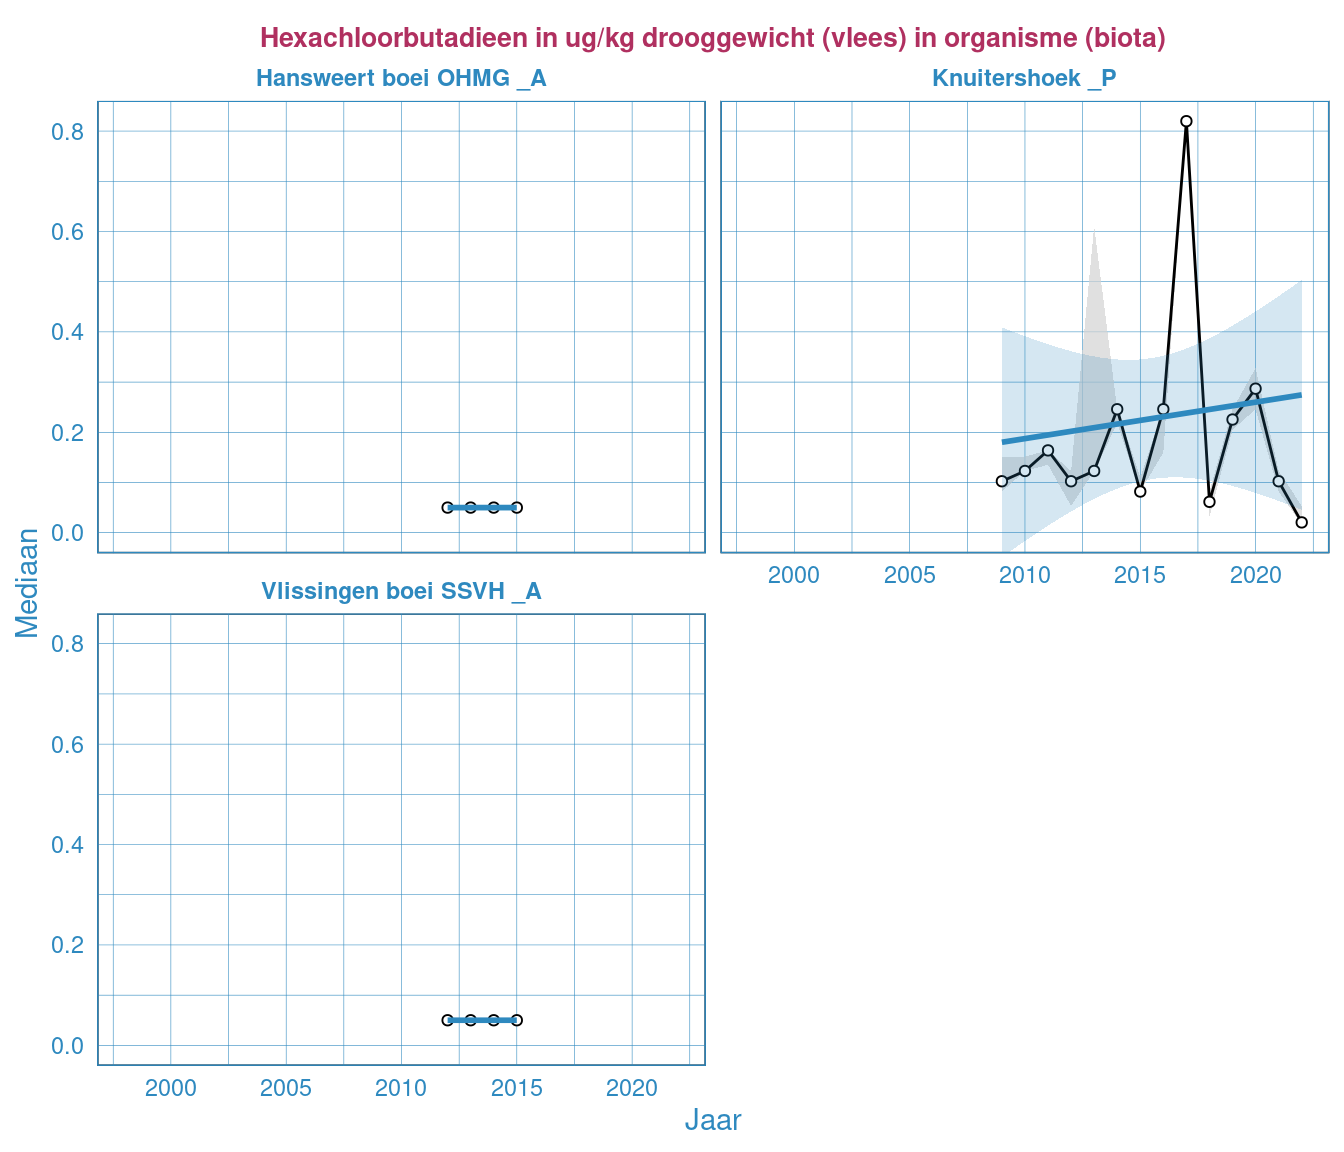 Hexachloorbutadieen in ug/kg drooggewicht (vlees) in organisme (biota)
Hansweert boei OHMG _A
Knuitershoek _P
0.8
0.6
0.4
0.2
0.0
2000 2005 2010 2015 2020
Mediaan
Vlissingen boei SSVH _A
0.8
0.6
0.4
0.2
0.0
2000 2005 2010 2015 2020
Jaar